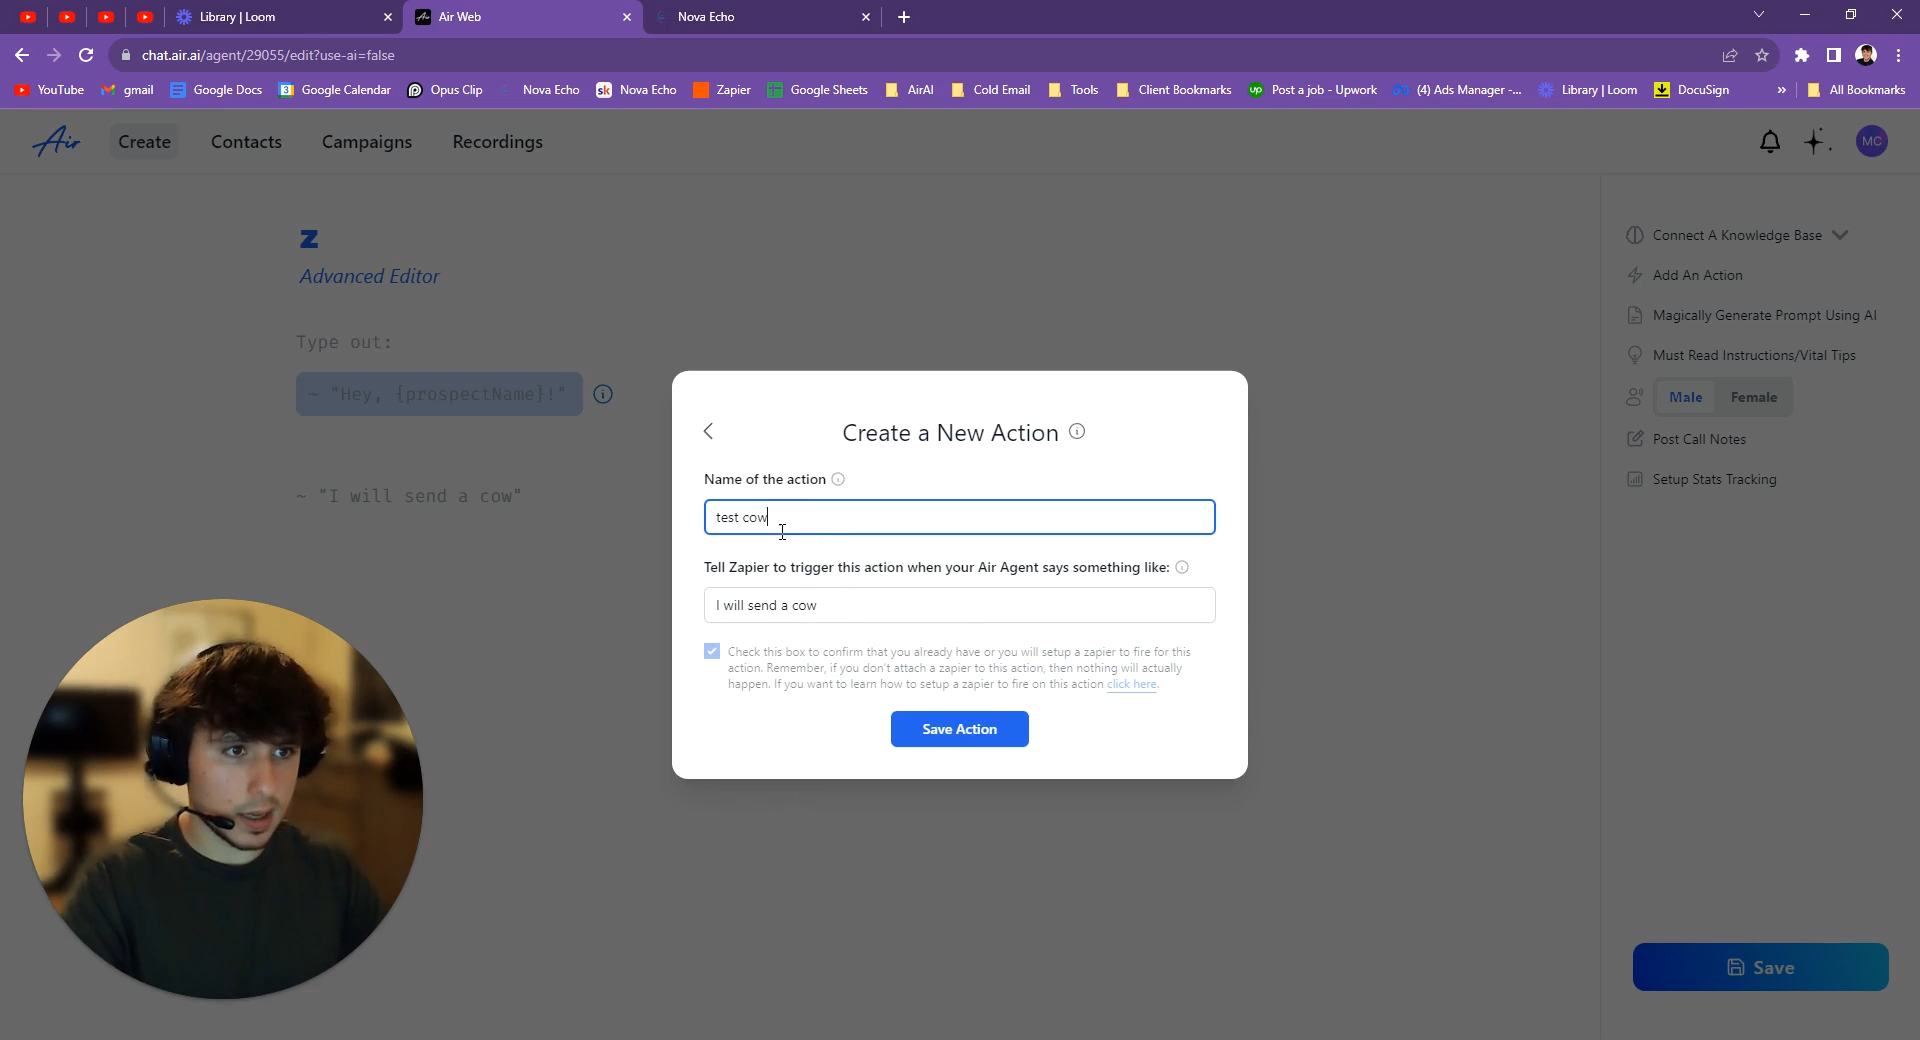 Library | Loom
Air Web
Nova Echo
chat.air.ai/agent/29055/edit?use-ai=false
YouTube
gmail
Google Docs
Google Calendar
Opus Clip
Nova Echo
Nova Echo
Zapier
Google Sheets
AirAI
Cold Email
Tools
Client Bookmarks
Post a job - Upwork
(4) Ads Manager -...
Library | Loom
DocuSign
»
All Bookmarks
Air
Create
Contacts
Campaigns
Recordings
MC
z
Advanced Editor
Type out:
~ "Hey, {prospectName}!"
~ "I will send a cow"
Create a New Action
Name of the action
test cow
Tell Zapier to trigger this action when your Air Agent says something like:
I will send a cow
Check this box to confirm that you already have or you will setup a zapier to fire for this
action. Remember, if you don't attach a zapier to this action, then nothing will actually
happen. If you want to learn how to setup a zapier to fire on this action click here.
Save Action
Connect A Knowledge Base
Add An Action
Magically Generate Prompt Using AI
Must Read Instructions/Vital Tips
Male Female
Post Call Notes
Setup Stats Tracking
Save